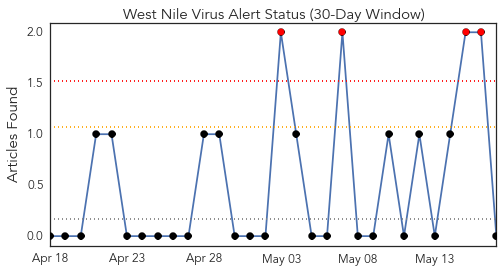 West Nile Virus Alert Status (30-Day Window)
Articles Found
2.0
1.5
1.0
0.5
0.0
Apr 18
Apr 23
Apr 28
May 03
May 08
May 13